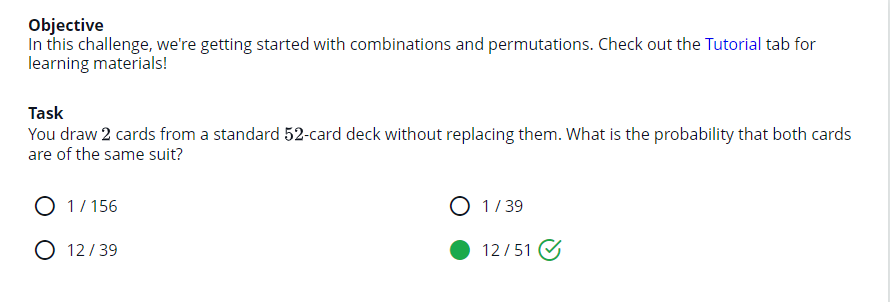 Objective
In this challenge, we're getting started with combinations and permutations. Check out the Tutorial tab for
learning materials!
Task
You draw 2 cards from a standard 52-card deck without replacing them. What is the probability that both cards
are of the same suit?
1 / 156
1 / 39
12 / 39
12 / 51